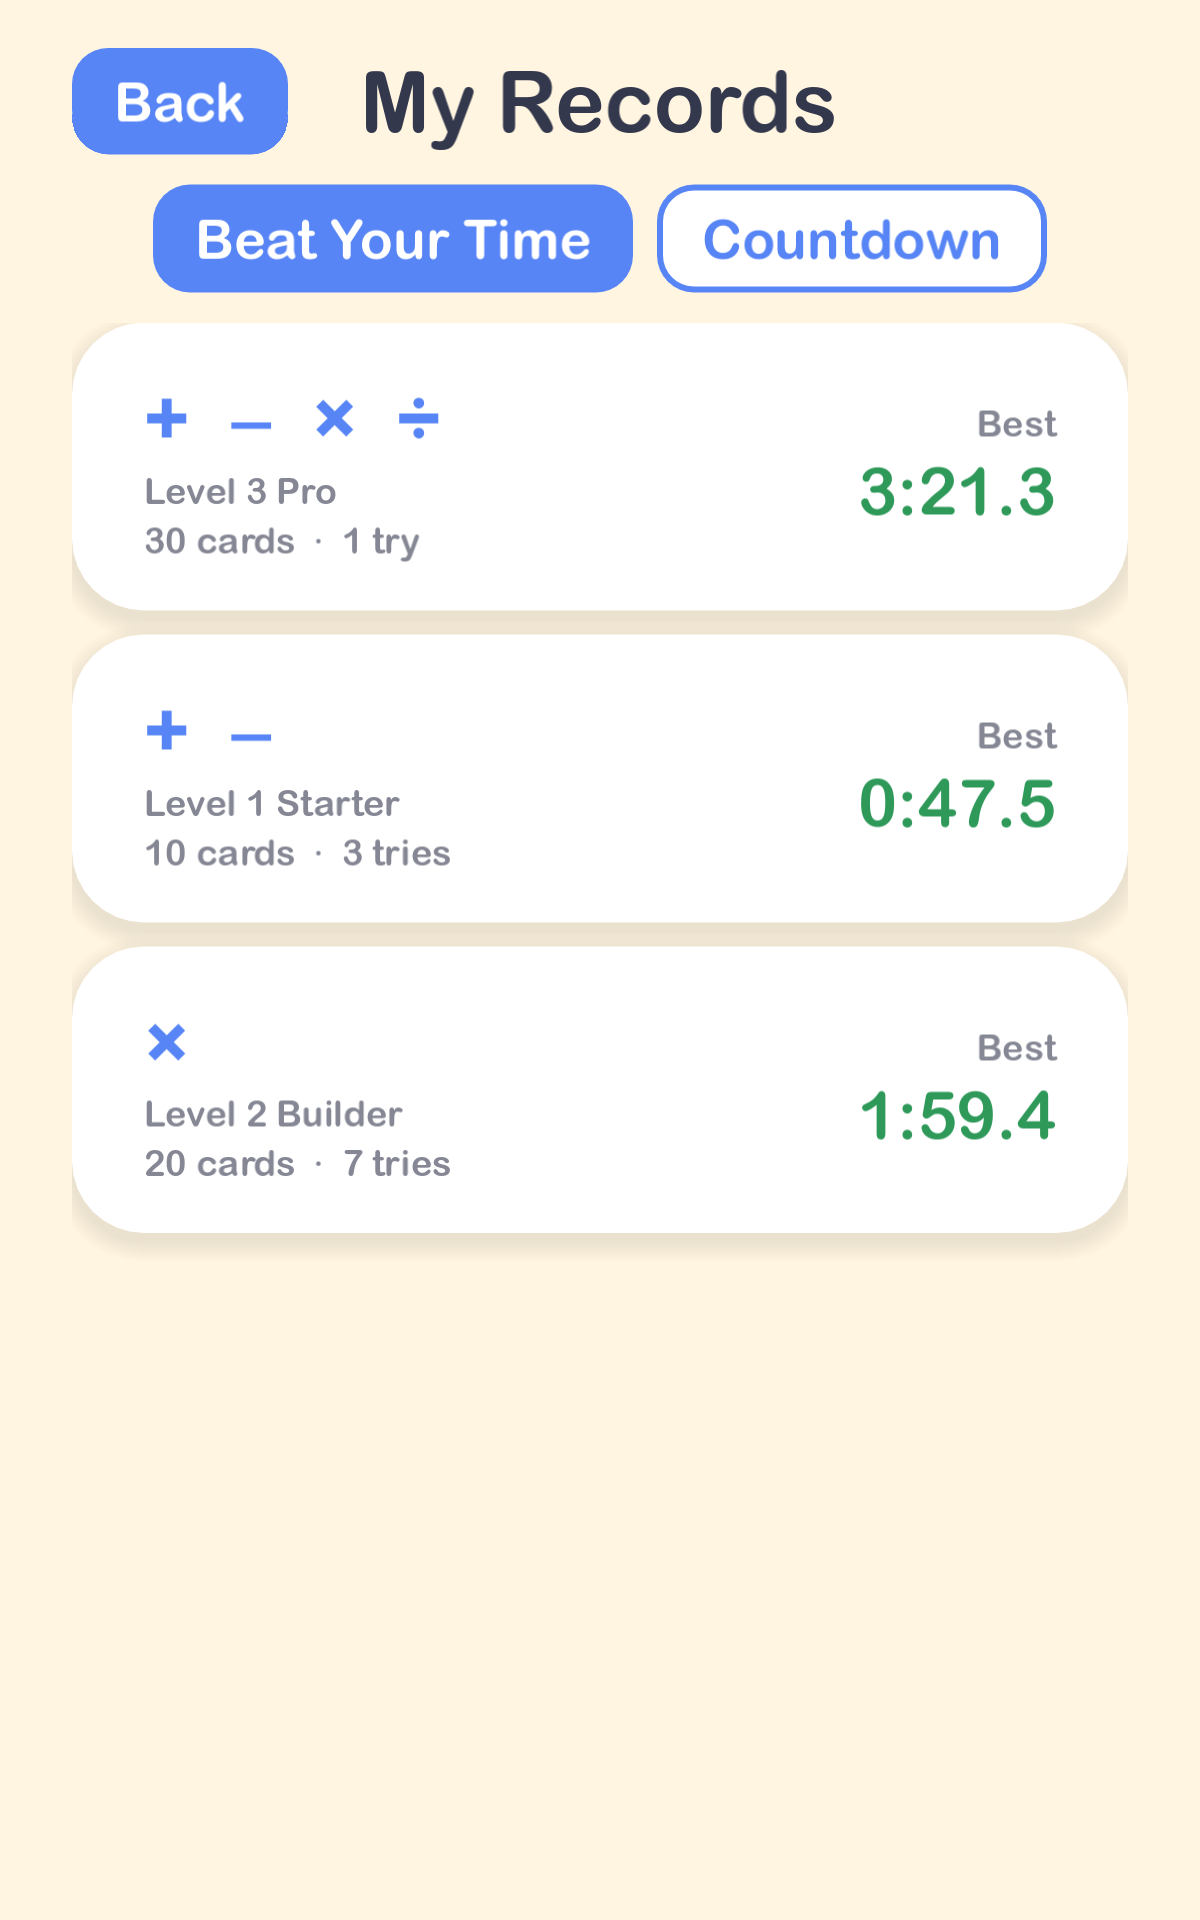 Back
My Records
Beat Your Time
Countdown
+ – × ÷
Level 3 Pro
30 cards · 1 try
Best
3:21.3
+ –
Level 1 Starter
10 cards · 3 tries
Best
0:47.5
×
Level 2 Builder
20 cards · 7 tries
Best
1:59.4